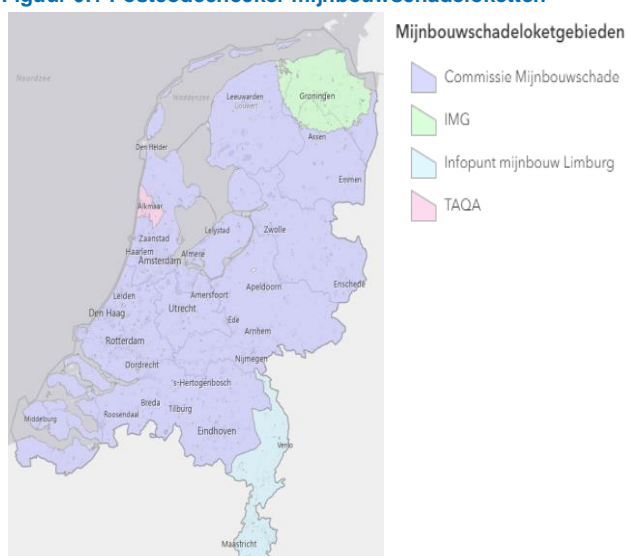 Figuur 6.1 Postcodechecker mijnbouwschadeloketten
Mijnbouwschadeloketgebieden
Commissie Mijnbouwschade
IMG
Infopunt mijnbouw Limburg
TAQA
Noordzee
Waddenzee
Leeuwarden
Groningen
Assen
Den Helder
Emmen
Alkmaar
Lelystad
Zwolle
Zaanstad
Haarlem
Almere
Amsterdam
Enschede
Apeldoorn
Leiden
Amersfoort
Den Haag
Utrecht
Ede
Arnhem
Rotterdam
Nijmegen
Dordrecht
's-Hertogenbosch
Breda
Tilburg
Roosendaal
Middelburg
Eindhoven
Venlo
Maastricht